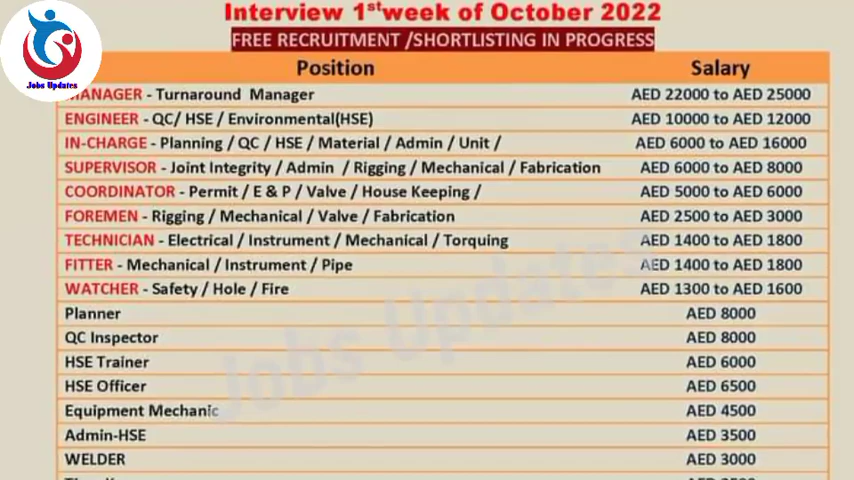 Interview 1st week of October 2022
FREE RECRUITMENT /SHORTLISTING IN PROGRESS
Jobs Updates
Position Salary
MANAGER - Turnaround Manager AED 22000 to AED 25000
ENGINEER - QC/ HSE / Environmental(HSE) AED 10000 to AED 12000
IN-CHARGE - Planning / QC / HSE / Material / Admin / Unit / AED 6000 to AED 16000
SUPERVISOR - Joint Integrity / Admin / Rigging / Mechanical / Fabrication AED 6000 to AED 8000
COORDINATOR - Permit / E & P / Valve / House Keeping / AED 5000 to AED 6000
FOREMEN - Rigging / Mechanical / Valve / Fabrication AED 2500 to AED 3000
TECHNICIAN - Electrical / Instrument / Mechanical / Torquing AED 1400 to AED 1800
FITTER - Mechanical / Instrument / Pipe AED 1400 to AED 1800
WATCHER - Safety / Hole / Fire AED 1300 to AED 1600
Planner AED 8000
QC Inspector AED 8000
HSE Trainer AED 6000
HSE Officer AED 6500
Equipment Mechanic AED 4500
Admin-HSE AED 3500
WELDER AED 3000
Jobs Updates